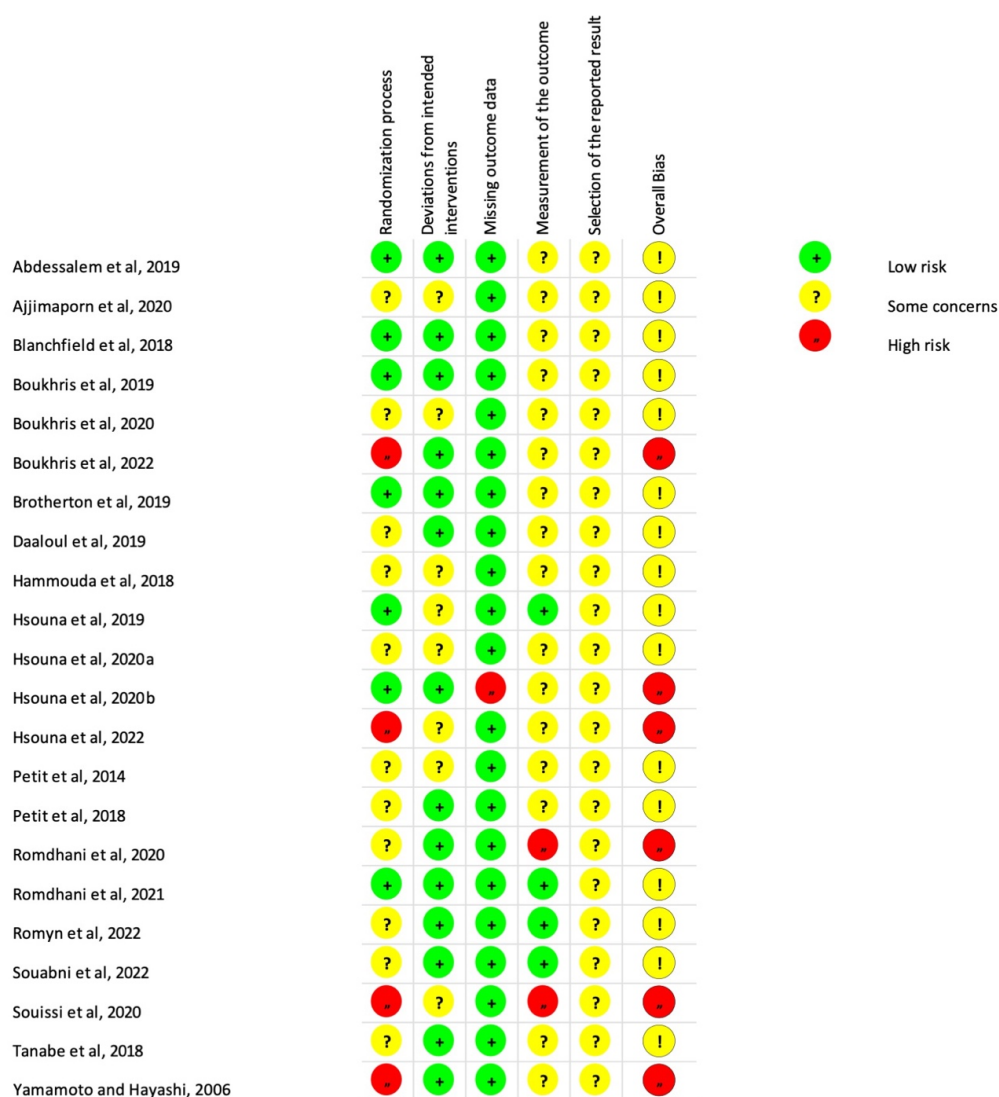 Randomization process
Deviations from intended
interventions
Missing outcome data
Measurement of the outcome
Selection of the reported result
Overall Bias
Abdessalem et al, 2019 + + + ? ? !
+ Low risk
Ajjimaporn et al, 2020 ? ? + ? ? !
? Some concerns
Blanchfield et al, 2018 + + + ? ? !
„ High risk
Boukhris et al, 2019 + + + ? ? !
Boukhris et al, 2020 ? ? + ? ? !
Boukhris et al, 2022 „ + + ? ? „
Brotherton et al, 2019 + + + ? ? !
Daaloul et al, 2019 ? + + ? ? !
Hammouda et al, 2018 ? ? + ? ? !
Hsouna et al, 2019 + ? + + ? !
Hsouna et al, 2020a ? ? + ? ? !
Hsouna et al, 2020b + + „ ? ? „
Hsouna et al, 2022 „ ? + ? ? „
Petit et al, 2014 ? ? + ? ? !
Petit et al, 2018 ? + + ? ? !
Romdhani et al, 2020 ? + + „ ? „
Romdhani et al, 2021 + + + + ? !
Romyn et al, 2022 ? + + + ? !
Souabni et al, 2022 ? + + + ? !
Souissi et al, 2020 „ ? + „ ? „
Tanabe et al, 2018 ? + + ? ? !
Yamamoto and Hayashi, 2006 „ + + ? ? „